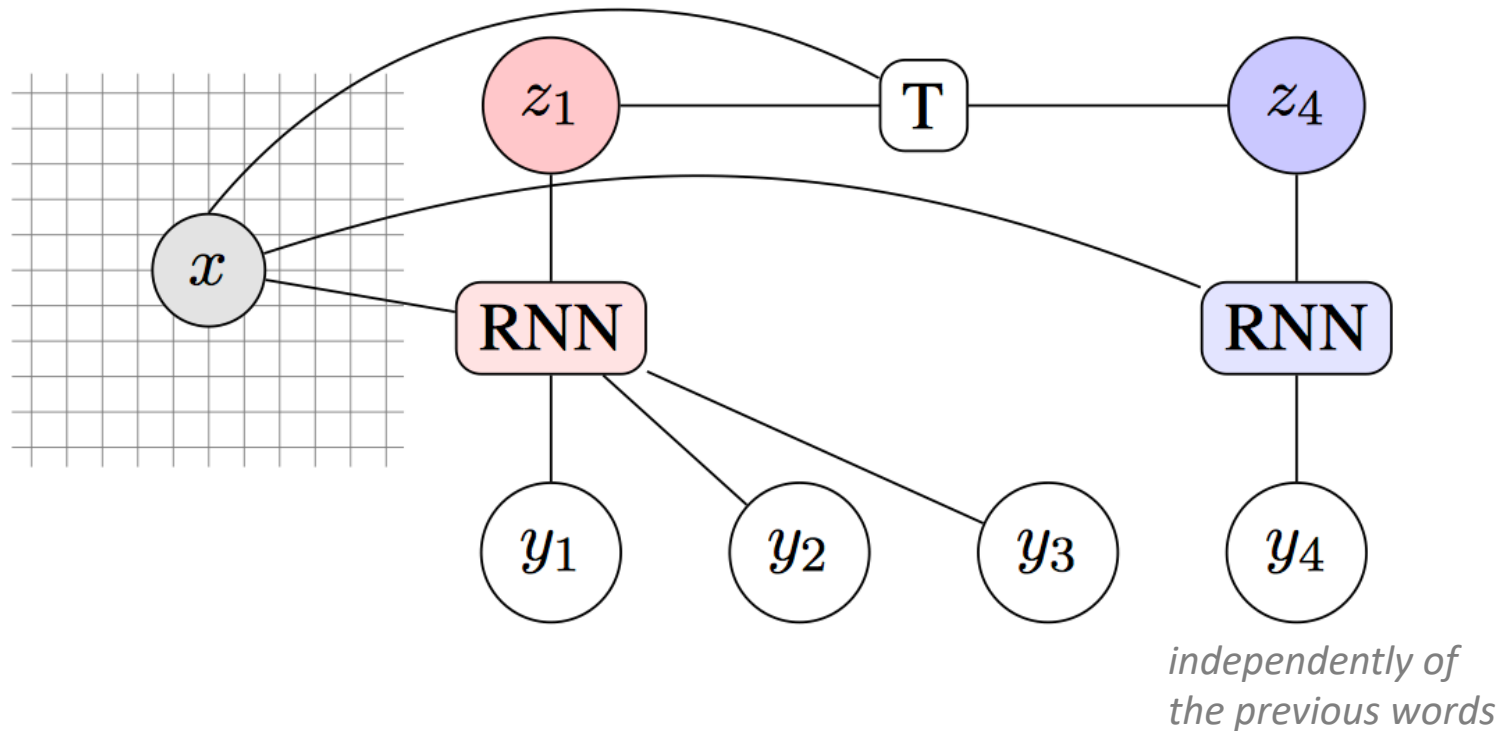 z₁
T
z₄
x
RNN
RNN
y₁
y₂
y₃
y₄
independently of
the previous words